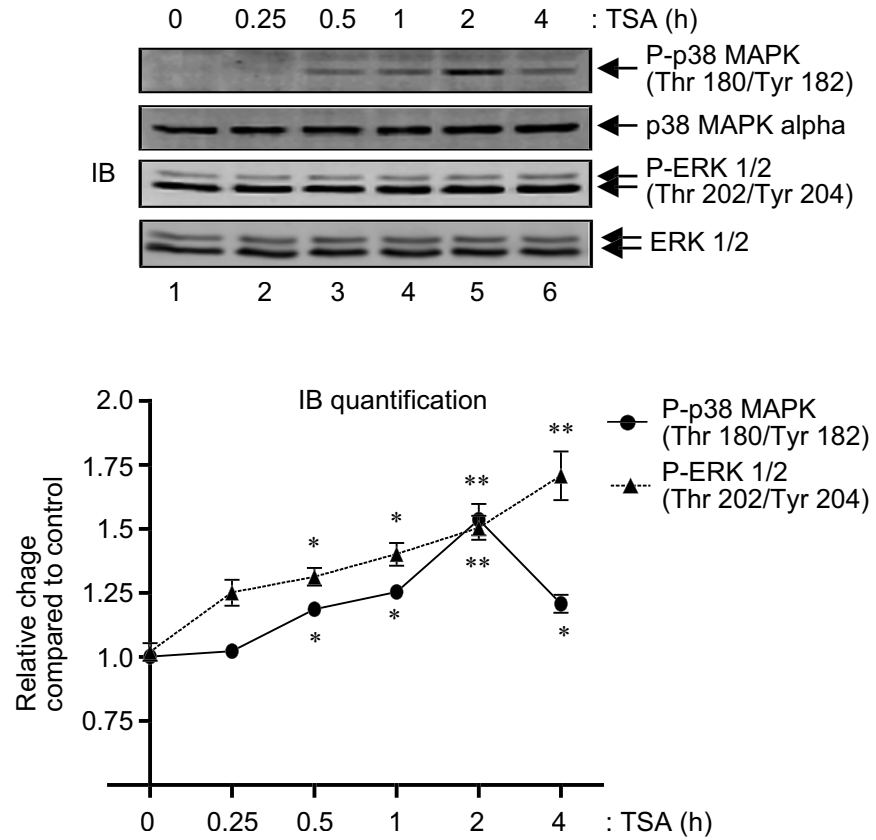 0 0.25 0.5 1 2 4 : TSA (h)
P-p38 MAPK
(Thr 180/Tyr 182)
p38 MAPK alpha
IB
P-ERK 1/2
(Thr 202/Tyr 204)
ERK 1/2
1 2 3 4 5 6
IB quantification
2.0
1.75
1.5
1.25
1.0
0.75
Relative chage
compared to control
** 
**
* *
**
* * *
P-p38 MAPK
(Thr 180/Tyr 182)
P-ERK 1/2
(Thr 202/Tyr 204)
0 0.25 0.5 1 2 4 : TSA (h)